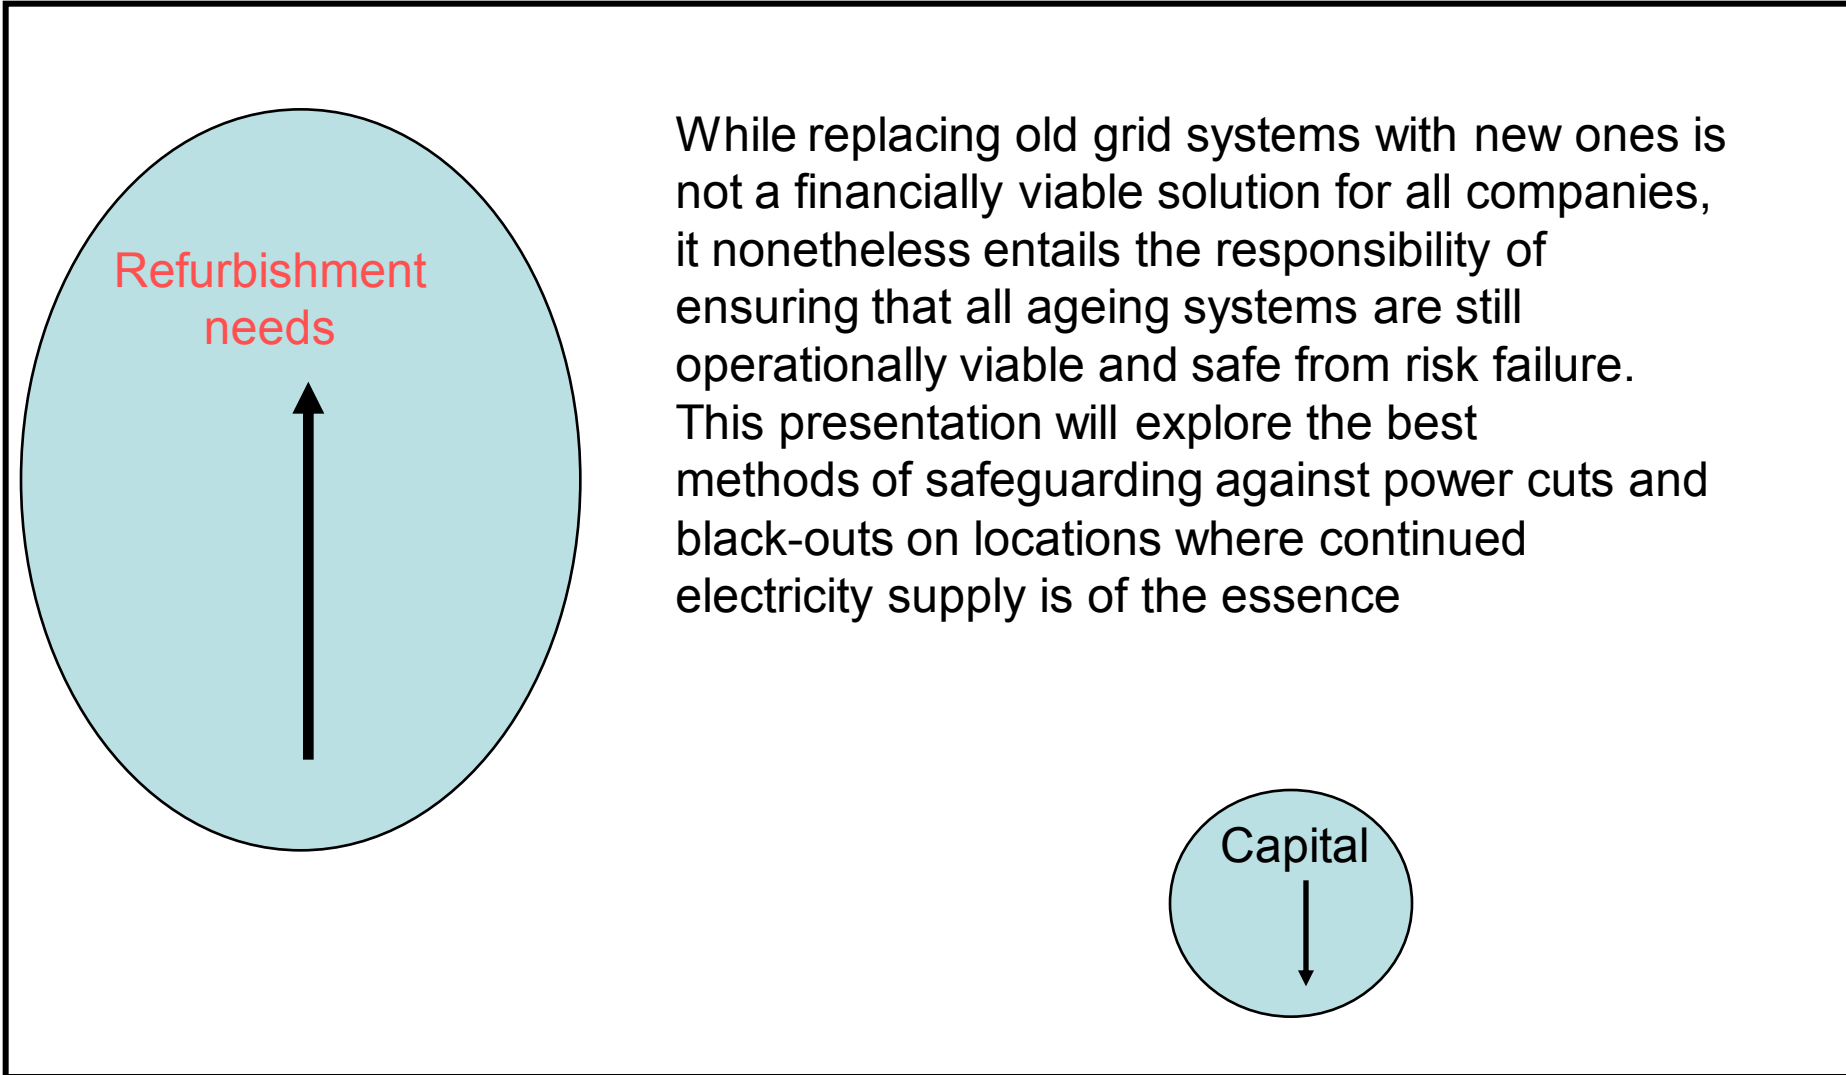 Refurbishment
needs
While replacing old grid systems with new ones is
not a financially viable solution for all companies,
it nonetheless entails the responsibility of
ensuring that all ageing systems are still
operationally viable and safe from risk failure.
This presentation will explore the best
methods of safeguarding against power cuts and
black-outs on locations where continued
electricity supply is of the essence
Capital